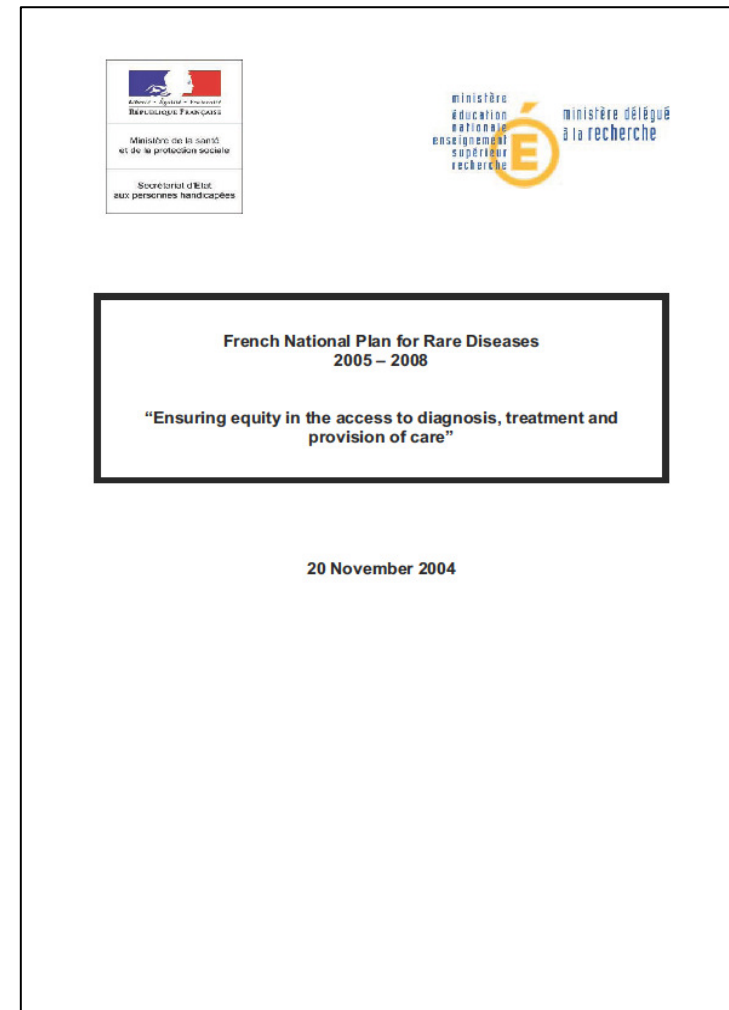 Liberté • Égalité • Fraternité
RÉPUBLIQUE FRANÇAISE
Ministère de la santé
et de la protection sociale
Secrétariat d'Etat
aux personnes handicapées
ministère
éducation
nationale
enseignement
supérieur
recherche
É
ministère délégué
à la recherche
French National Plan for Rare Diseases
2005 – 2008
“Ensuring equity in the access to diagnosis, treatment and
provision of care”
20 November 2004